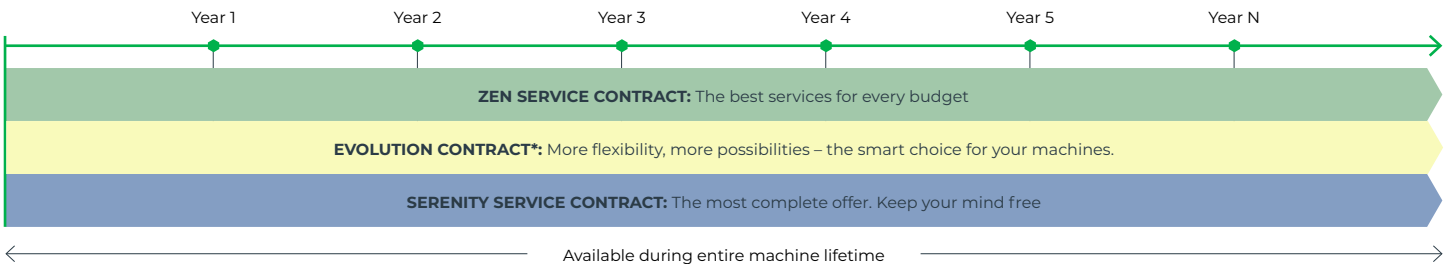 Year 1 Year 2 Year 3 Year 4 Year 5 Year N
ZEN SERVICE CONTRACT: The best services for every budget
EVOLUTION CONTRACT*: More flexibility, more possibilities – the smart choice for your machines.
SERENITY SERVICE CONTRACT: The most complete offer. Keep your mind free
Available during entire machine lifetime